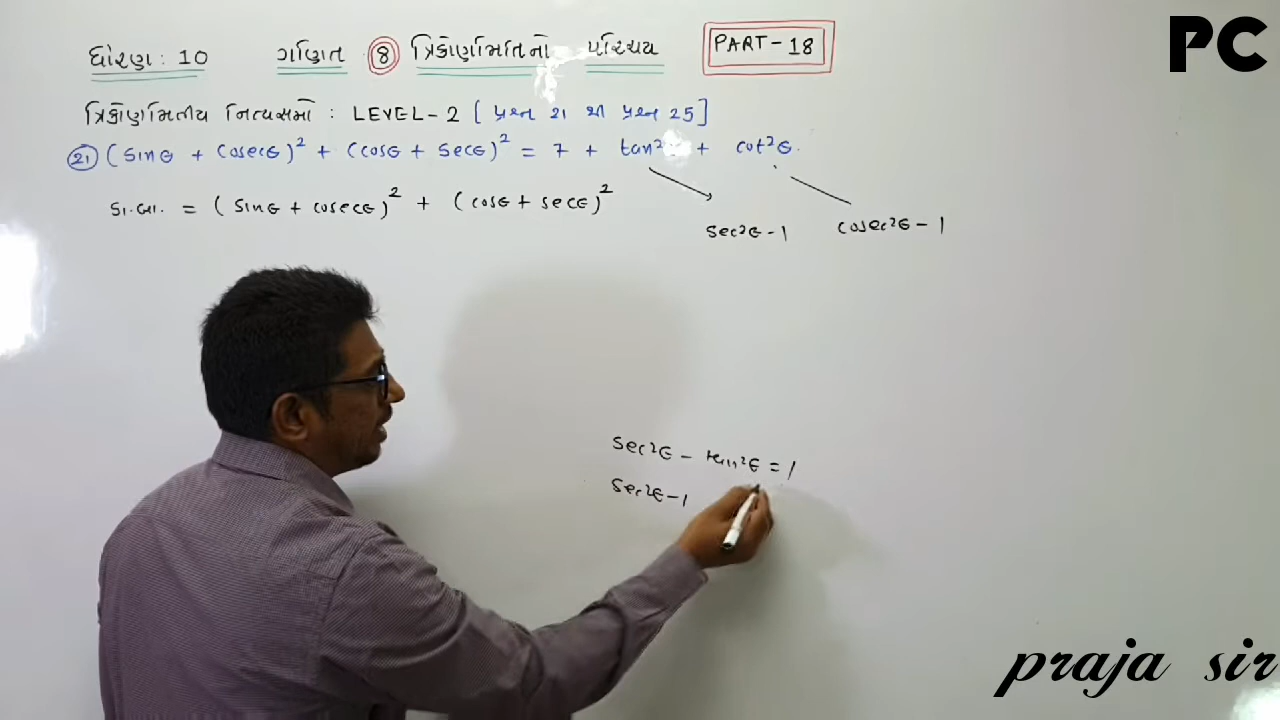 PC
ધોરણ : 10 ગણિત 8 ત્રિકોણમિતિનો પરિચય PART-18
ત્રિકોણમિતીય નિત્યસમો : LEVEL-2 [ પ્રશ્ન 21 થી પ્રશ્ન 25 ]
21 (sinθ + cosecθ)² + (cosθ + secθ)² = 7 + tan² + cot²θ.
ડા.બા. = (sinθ + cosecθ)² + (cosθ + secθ)²
sec²θ - 1 cosec²θ - 1
sec²θ - tan²θ = 1
sec²θ - 1
praja sir